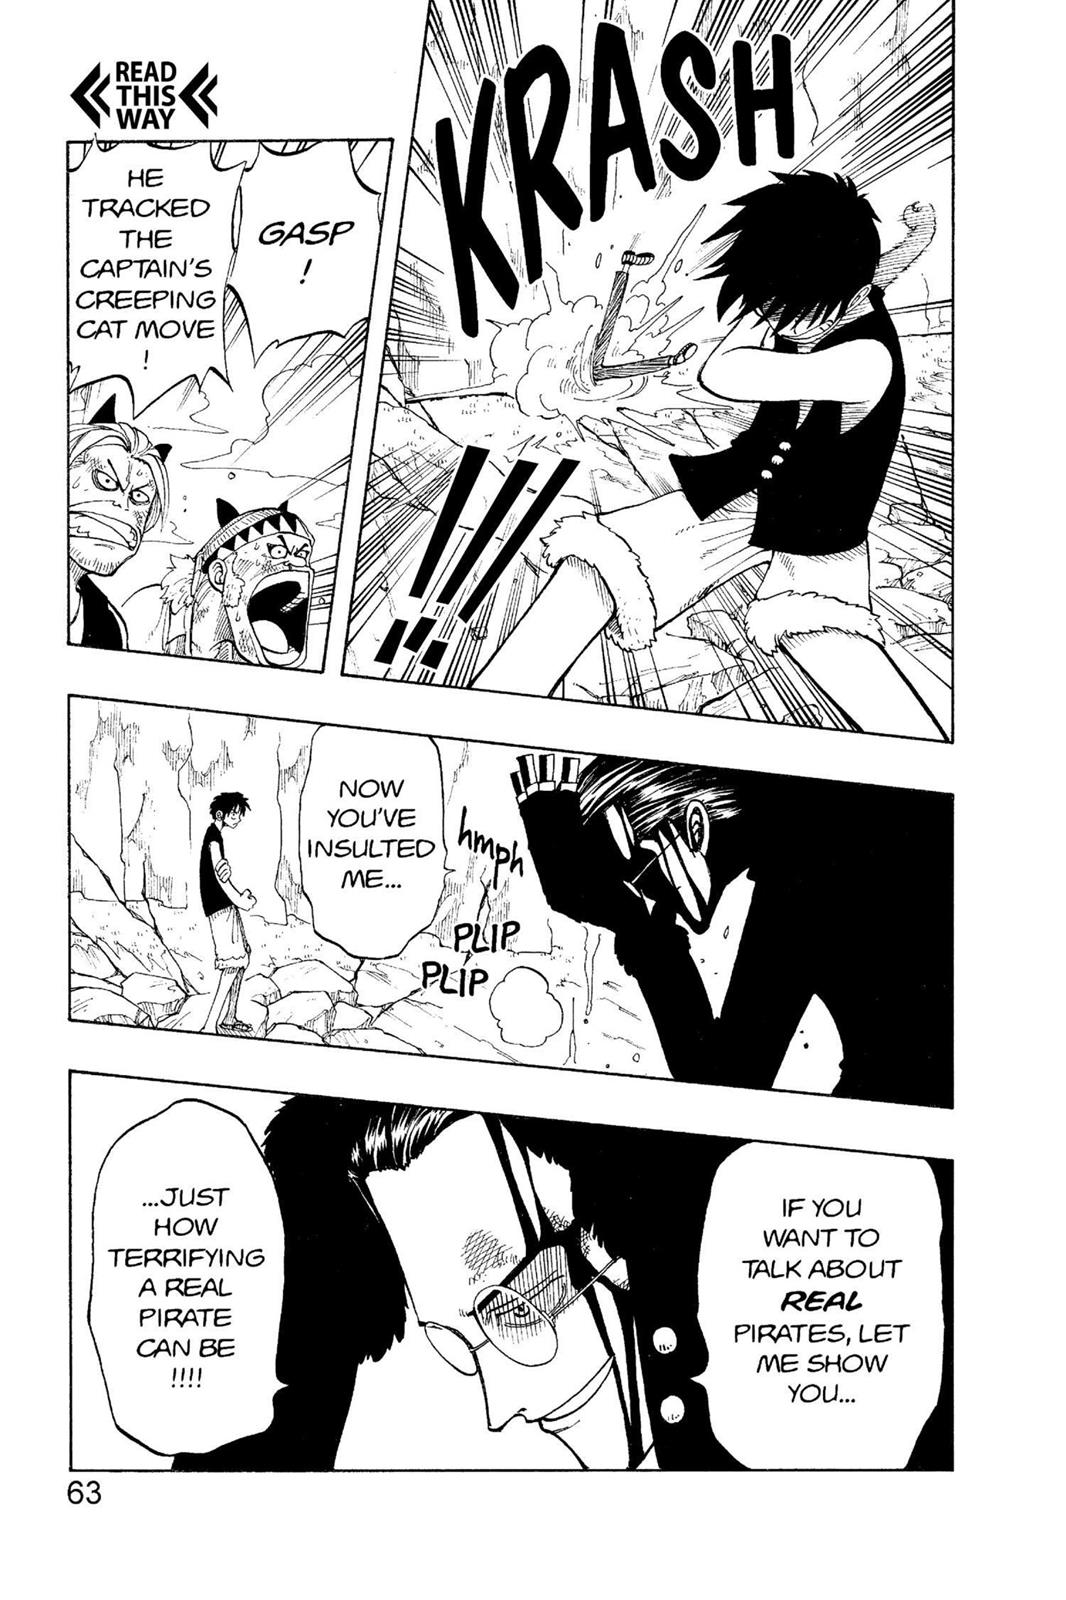 READ
THIS
WAY
KRASH
!!!
!!
GASP
!
HE
TRACKED
THE
CAPTAIN'S
CREEPING
CAT MOVE
!
hmph
PLIP
PLIP
NOW
YOU'VE
INSULTED
ME...
IF YOU
WANT TO
TALK ABOUT
REAL
PIRATES, LET
ME SHOW
YOU...
...JUST
HOW
TERRIFYING
A REAL
PIRATE
CAN BE
!!!!
63